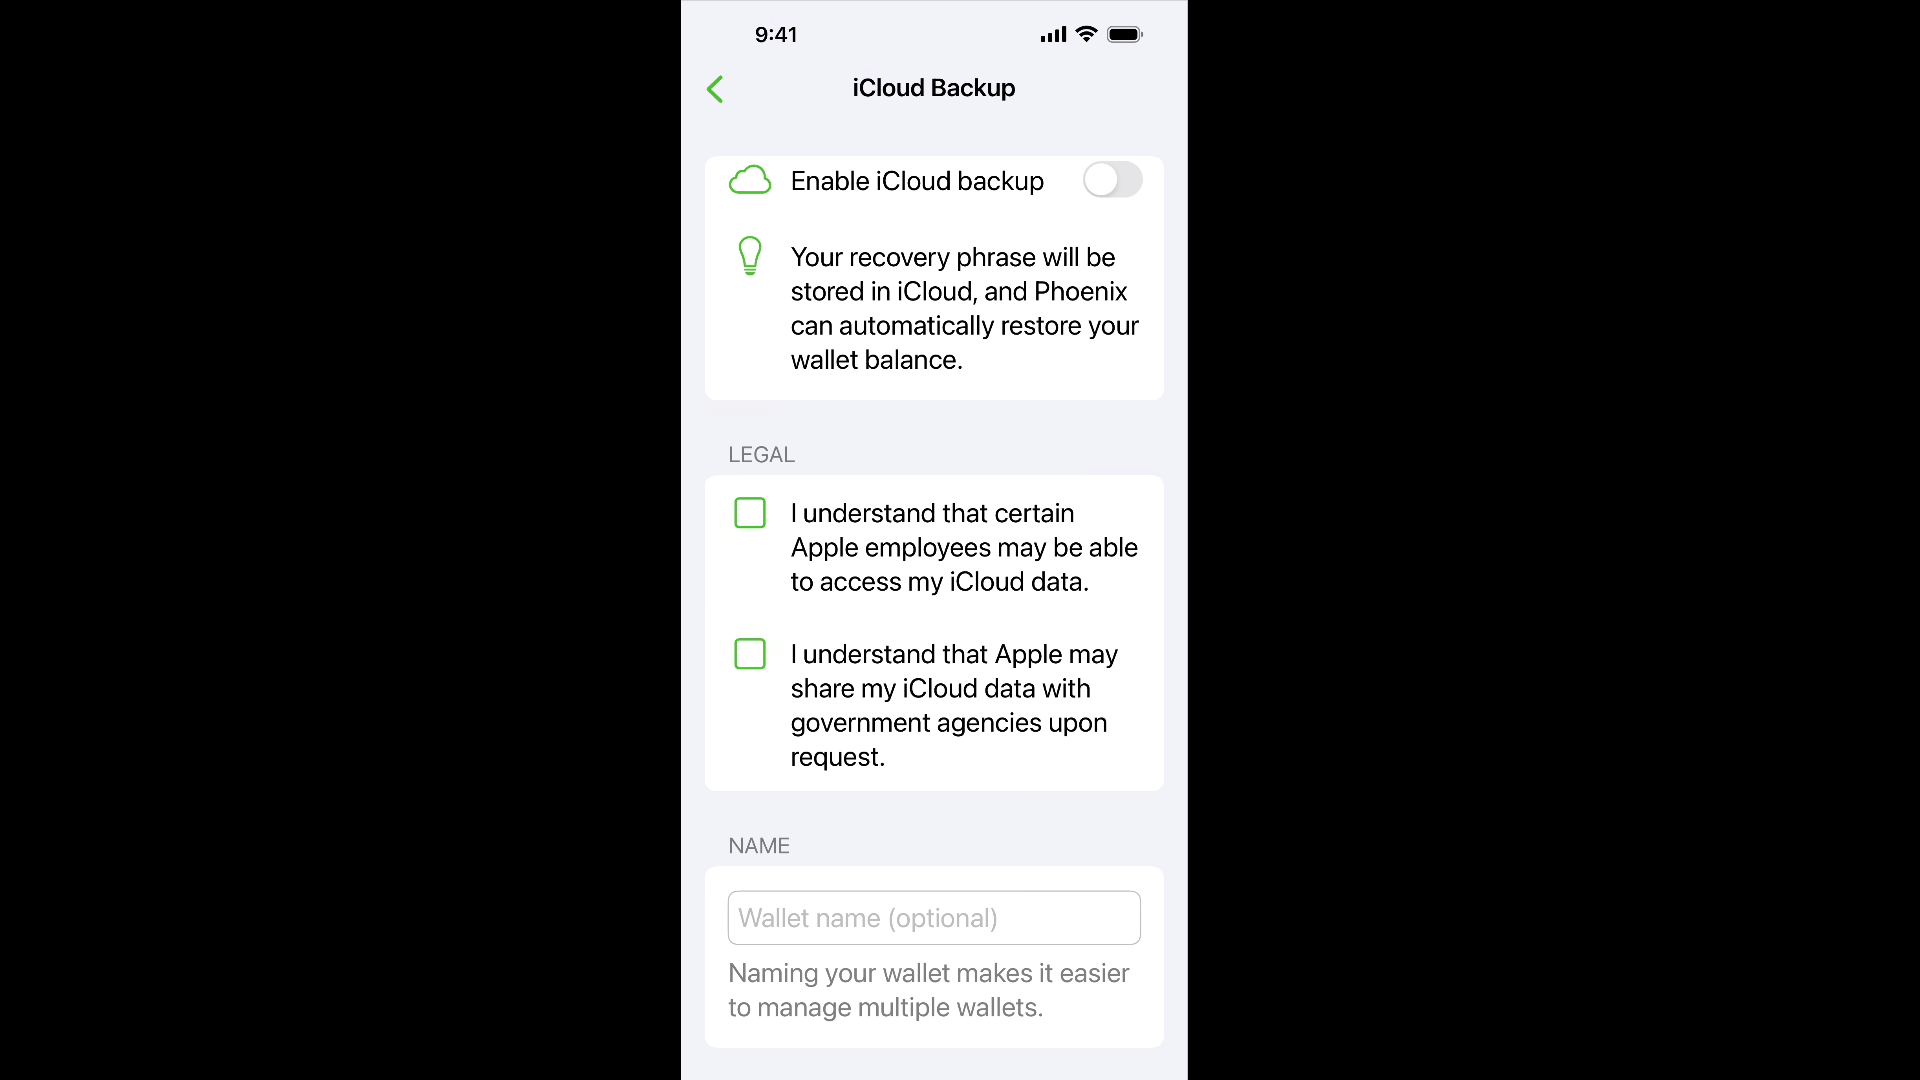 9:41
iCloud Backup
Enable iCloud backup
Your recovery phrase will be
stored in iCloud, and Phoenix
can automatically restore your
wallet balance.
LEGAL
I understand that certain
Apple employees may be able
to access my iCloud data.
I understand that Apple may
share my iCloud data with
government agencies upon
request.
NAME
Wallet name (optional)
Naming your wallet makes it easier
to manage multiple wallets.